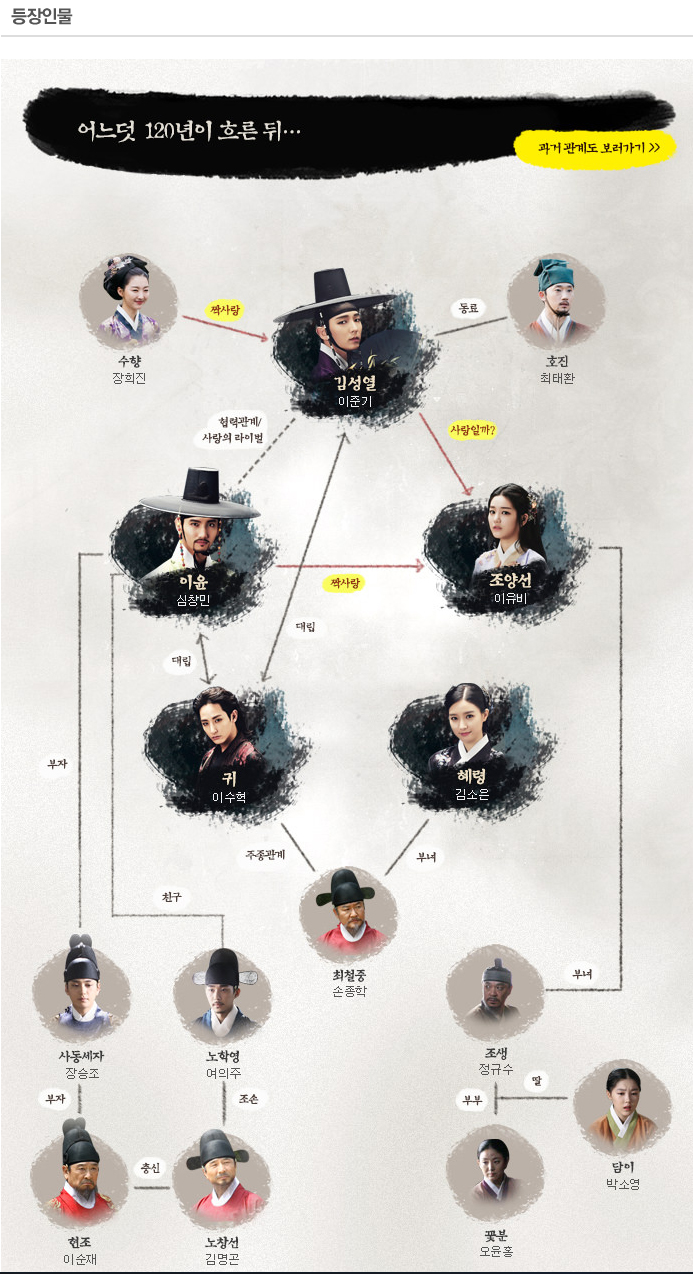 등장인물
어느덧 120년이 흐른 뒤…
과거 관계도 보러가기 >>
짝사랑
동료
수향
장희진
김성열
이준기
호진
최태환
협력관계/
사랑의 라이벌
사랑일까?
이윤
심창민
짝사랑
조양선
이유비
대립
대립
귀
이수혁
혜령
김소은
부자
주종관계
부녀
친구
최철중
손종학
부녀
사동세자
장승조
노학영
여의주
조생
정규수
부자
조손
부부
딸
충신
담이
박소영
현조
이순재
노창선
김명곤
꽃분
오윤홍